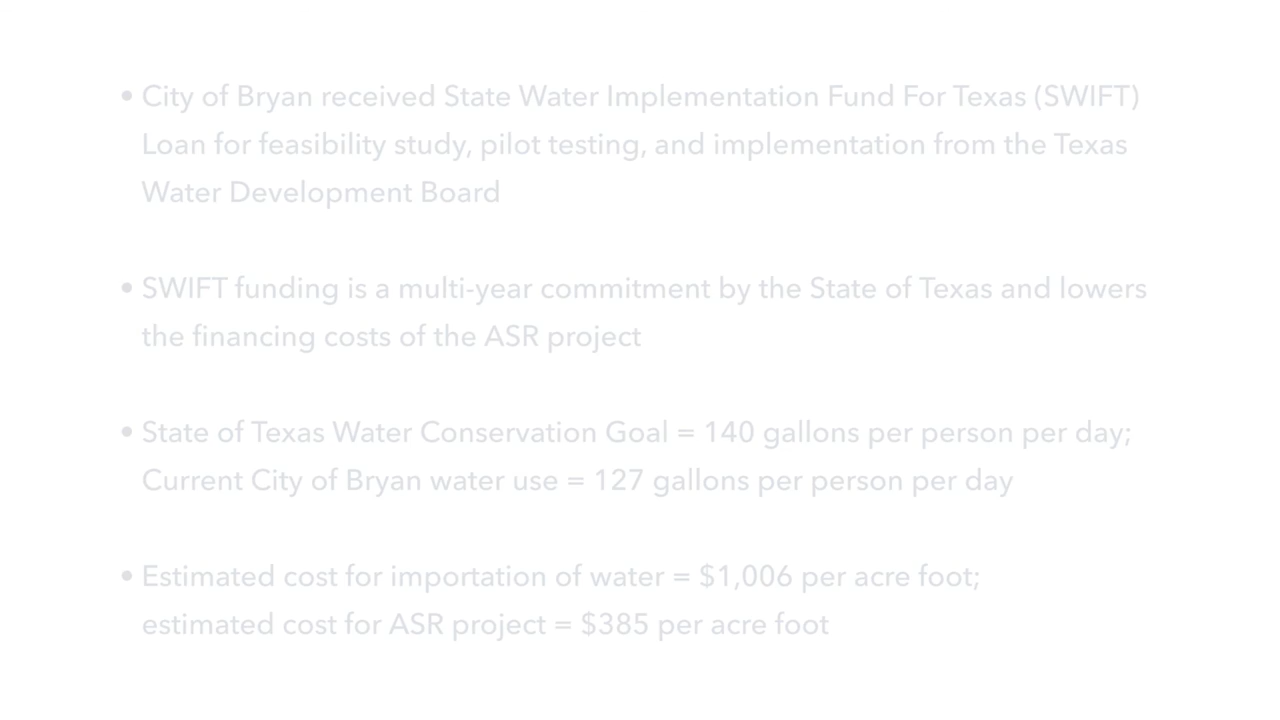 • City of Bryan received State Water Implementation Fund For Texas (SWIFT)
Loan for feasibility study, pilot testing, and implementation from the Texas
Water Development Board
• SWIFT funding is a multi-year commitment by the State of Texas and lowers
the financing costs of the ASR project
• State of Texas Water Conservation Goal = 140 gallons per person per day;
Current City of Bryan water use = 127 gallons per person per day
• Estimated cost for importation of water = $1,006 per acre foot;
estimated cost for ASR project = $385 per acre foot